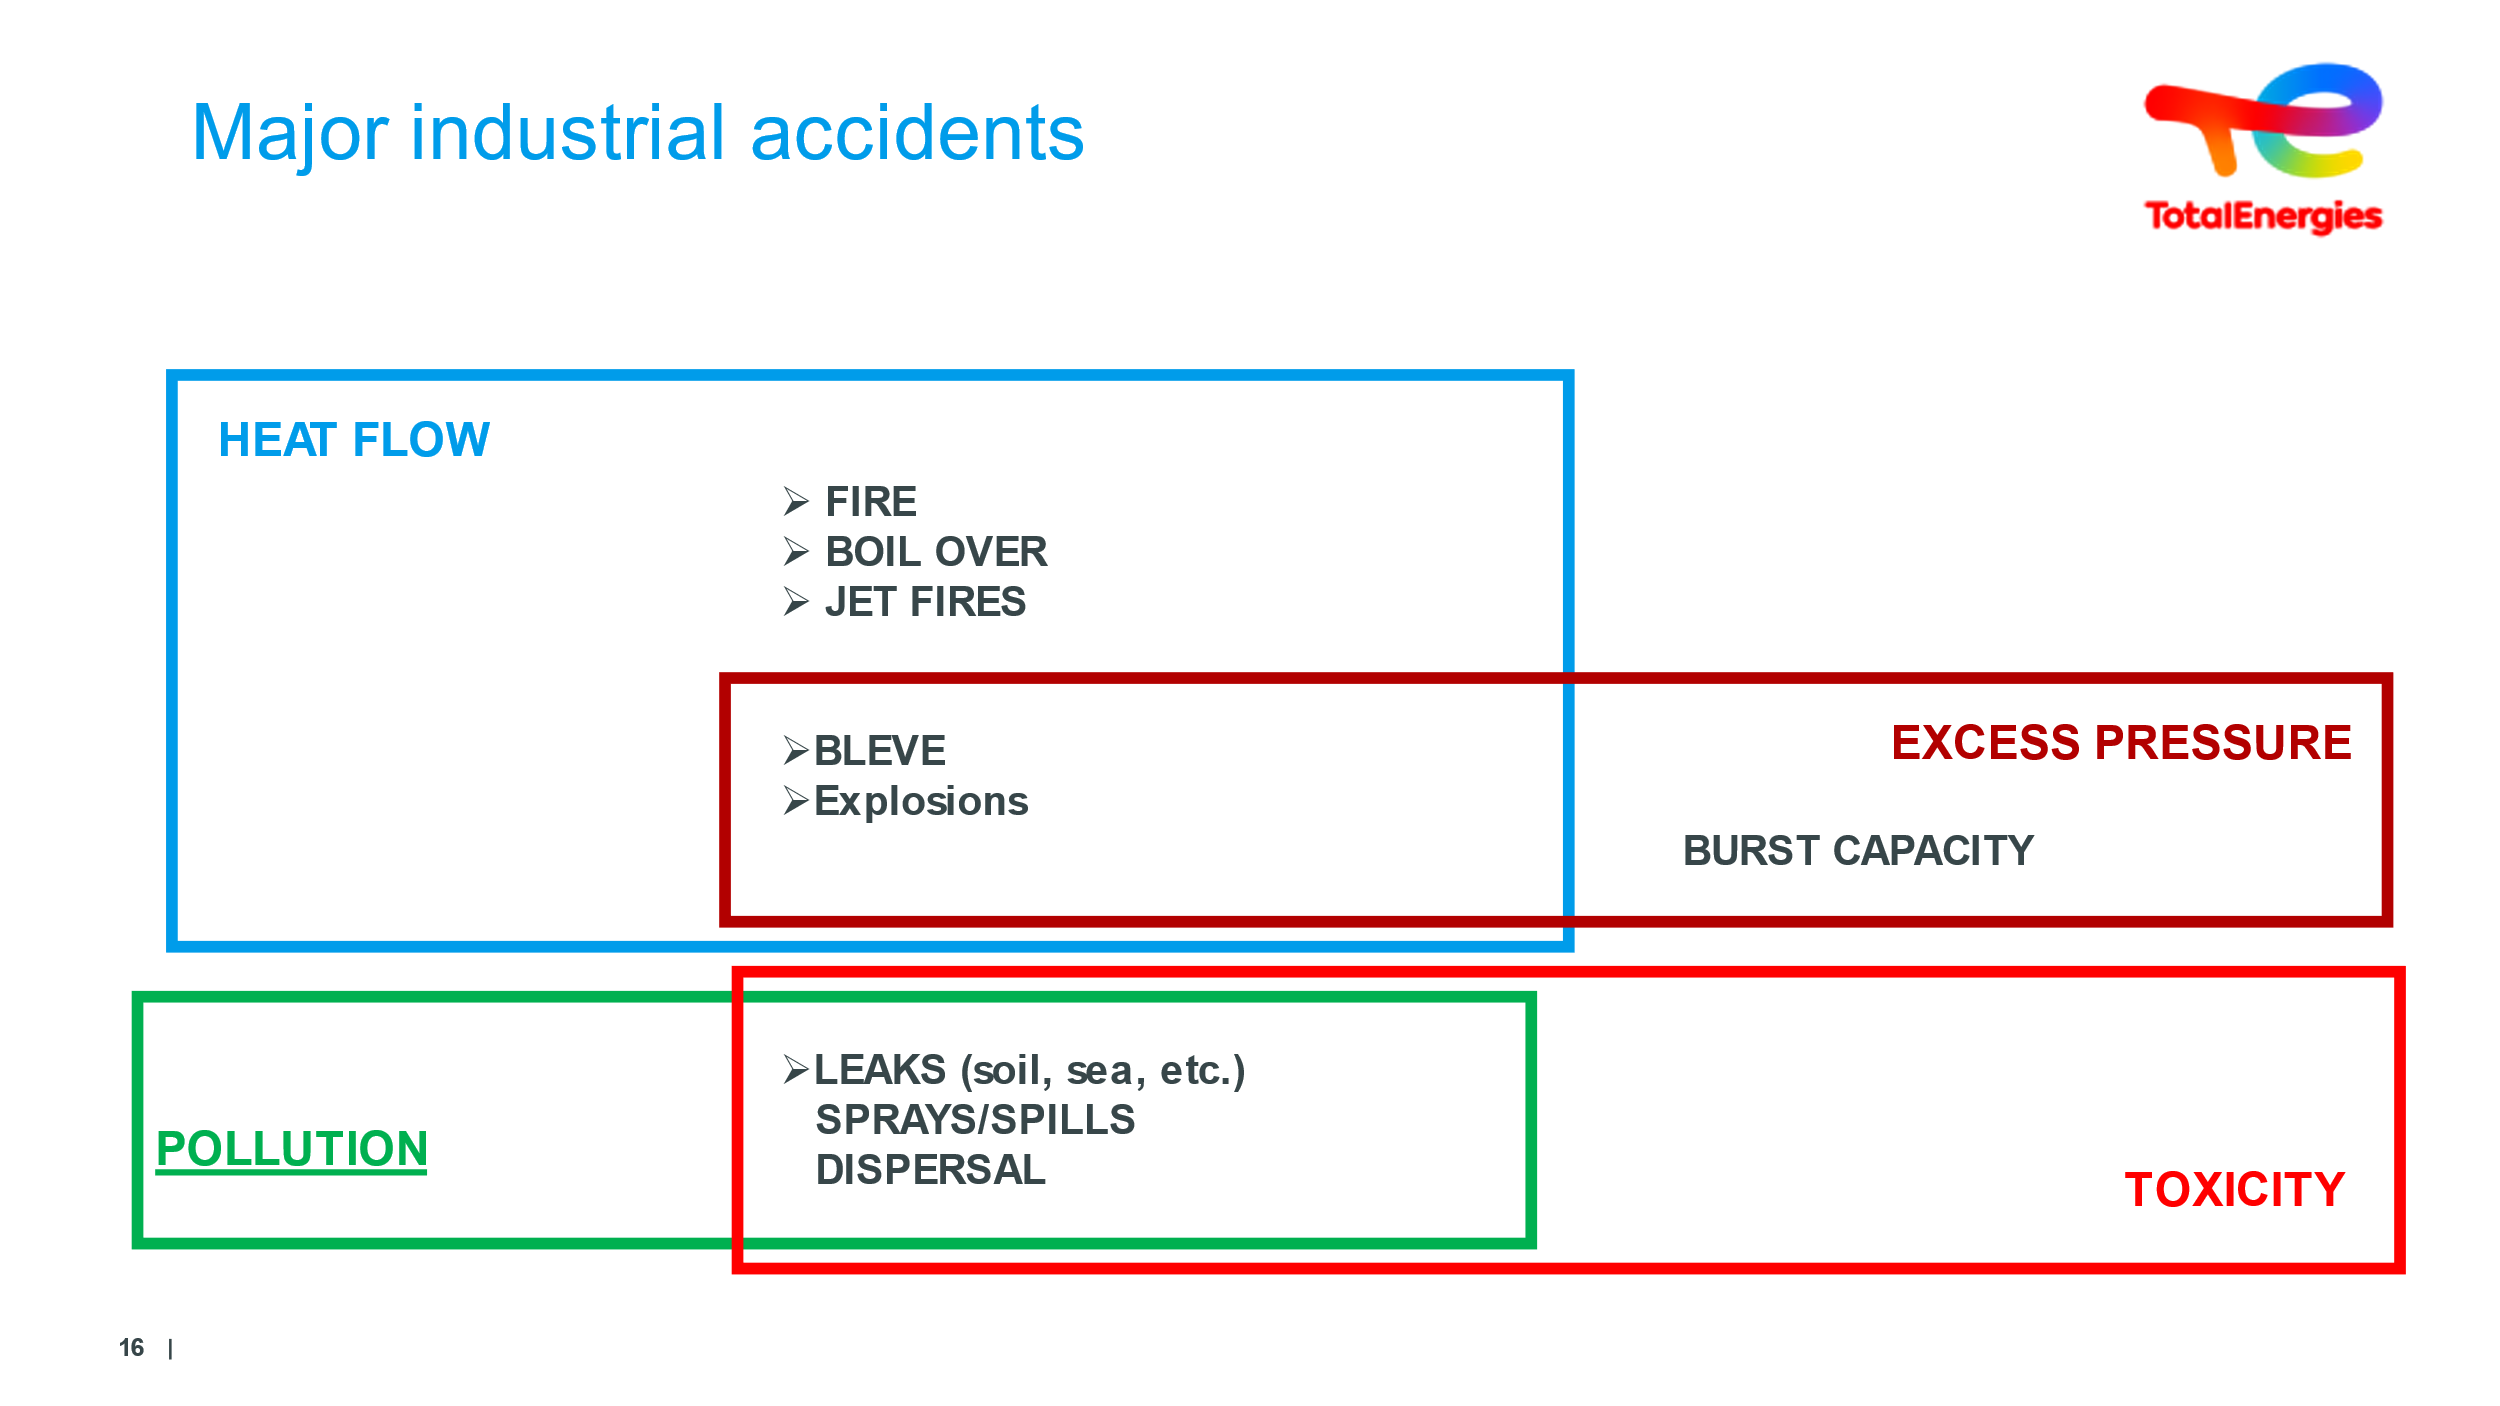 Major industrial accidents
TotalEnergies
HEAT FLOW
➢ FIRE
➢ BOIL OVER
➢ JET FIRES
➢BLEVE
➢Explosions
EXCESS PRESSURE
BURST CAPACITY
➢LEAKS (soil, sea, etc.)
SPRAYS/SPILLS
DISPERSAL
POLLUTION
TOXICITY
16 |